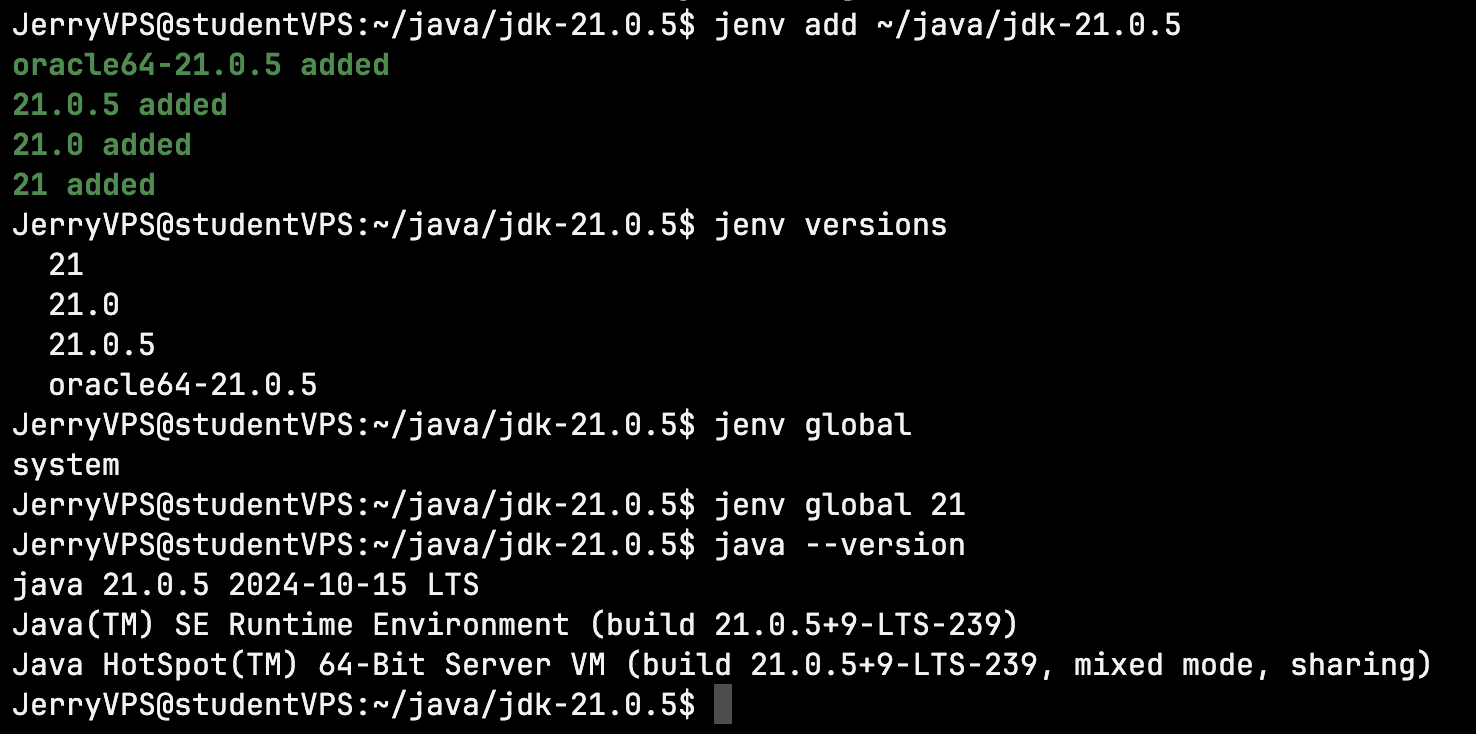 JerryVPS@studentVPS:~/java/jdk-21.0.5$ jenv add ~/java/jdk-21.0.5
oracle64-21.0.5 added
21.0.5 added
21.0 added
21 added
JerryVPS@studentVPS:~/java/jdk-21.0.5$ jenv versions
  21
  21.0
  21.0.5
  oracle64-21.0.5
JerryVPS@studentVPS:~/java/jdk-21.0.5$ jenv global
system
JerryVPS@studentVPS:~/java/jdk-21.0.5$ jenv global 21
JerryVPS@studentVPS:~/java/jdk-21.0.5$ java --version
java 21.0.5 2024-10-15 LTS
Java(TM) SE Runtime Environment (build 21.0.5+9-LTS-239)
Java HotSpot(TM) 64-Bit Server VM (build 21.0.5+9-LTS-239, mixed mode, sharing)
JerryVPS@studentVPS:~/java/jdk-21.0.5$